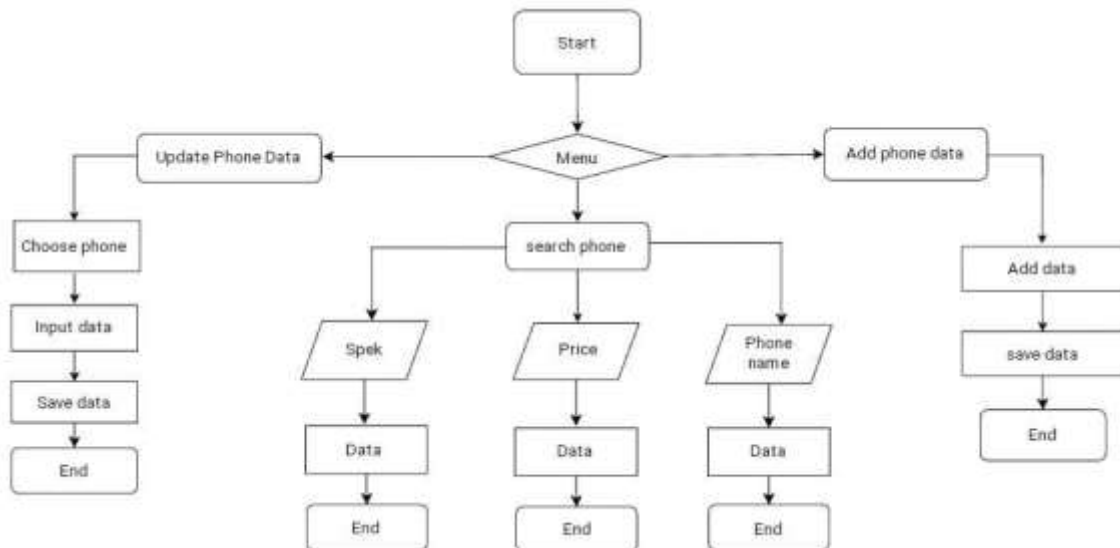 Start
Update Phone Data
Menu
Add phone data
Choose phone
search phone
Add data
Input data
Spek
Price
Phone
name
save data
Save data
Data
Data
Data
End
End
End
End
End